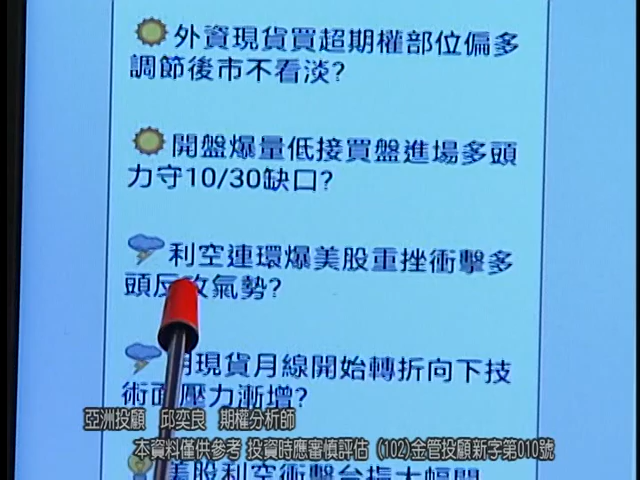 外資現貨買超期權部位偏多
調節後市不看淡?
開盤爆量低接買盤進場多頭
力守10/30缺口?
利空連環爆美股重挫衝擊多
頭反攻氣勢?
期現貨月線開始轉折向下技
術面壓力漸增?
亞洲投顧 邱奕良 期權分析師
本資料僅供參考 投資時應審慎評估 (102)金管投顧新字第010號
美股利空衝擊台指大幅開